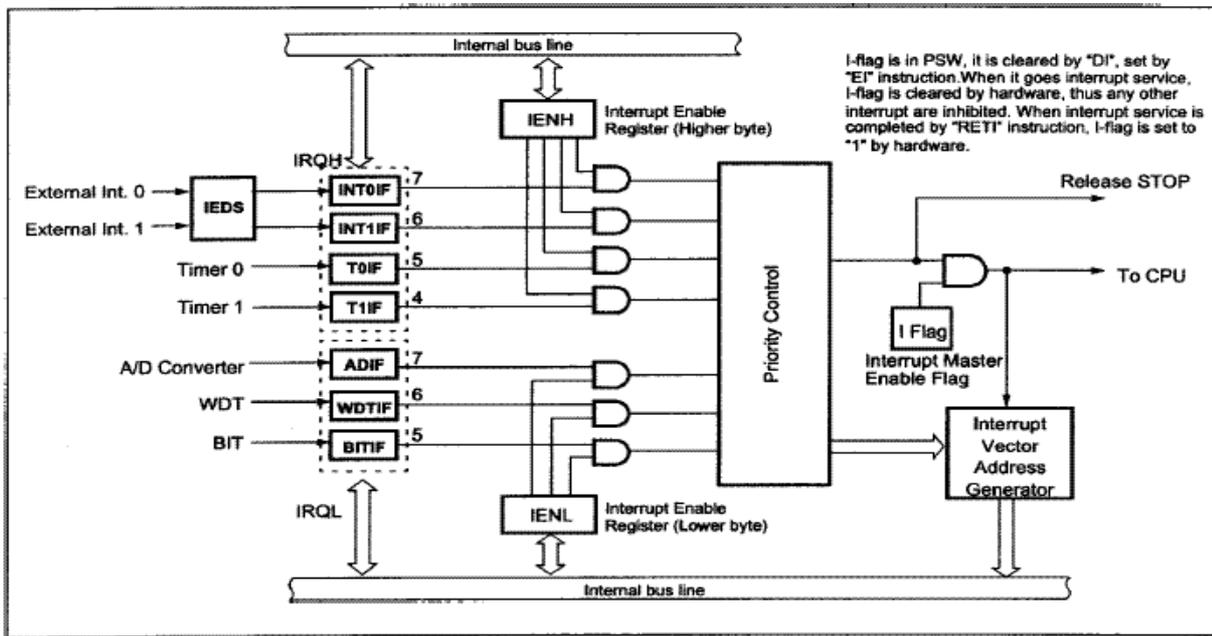 Internal bus line
I-flag is in PSW, it is cleared by "DI", set by
"EI" instruction.When it goes interrupt service,
I-flag is cleared by hardware, thus any other
interrupt are inhibited. When interrupt service is
completed by "RETI" instruction, I-flag is set to
"1" by hardware.
IENH
Interrupt Enable
Register (Higher byte)
IRQH
Release STOP
External Int. 0
IEDS
INT0IF
7
External Int. 1
INT1IF
6
Timer 0
T0IF
5
To CPU
Timer 1
T1IF
4
Priority Control
I Flag
Interrupt Master
Enable Flag
A/D Converter
ADIF
7
WDT
WDTIF
6
BIT
BITIF
5
Interrupt
Vector
Address
Generator
IRQL
IENL
Interrupt Enable
Register (Lower byte)
Internal bus line